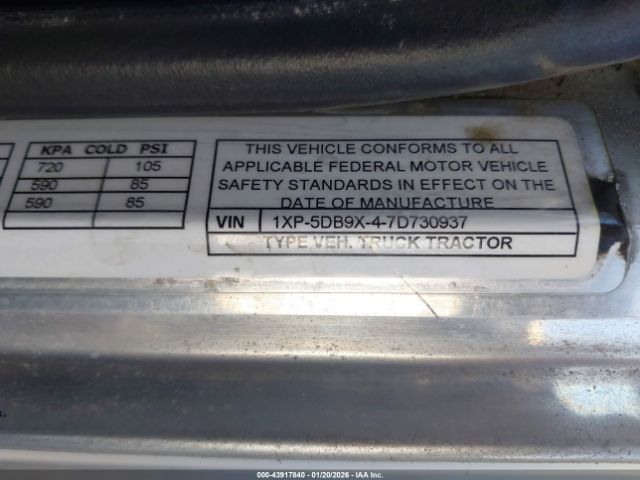 KPA COLD PSI
720 105
590 85
590 85
THIS VEHICLE CONFORMS TO ALL
APPLICABLE FEDERAL MOTOR VEHICLE
SAFETY STANDARDS IN EFFECT ON THE
DATE OF MANUFACTURE
VIN 1XP-5DB9X-4-7D730937
TYPE VEH. TRUCK TRACTOR
000-43917840 - 01/20/2026 - IAA Inc.